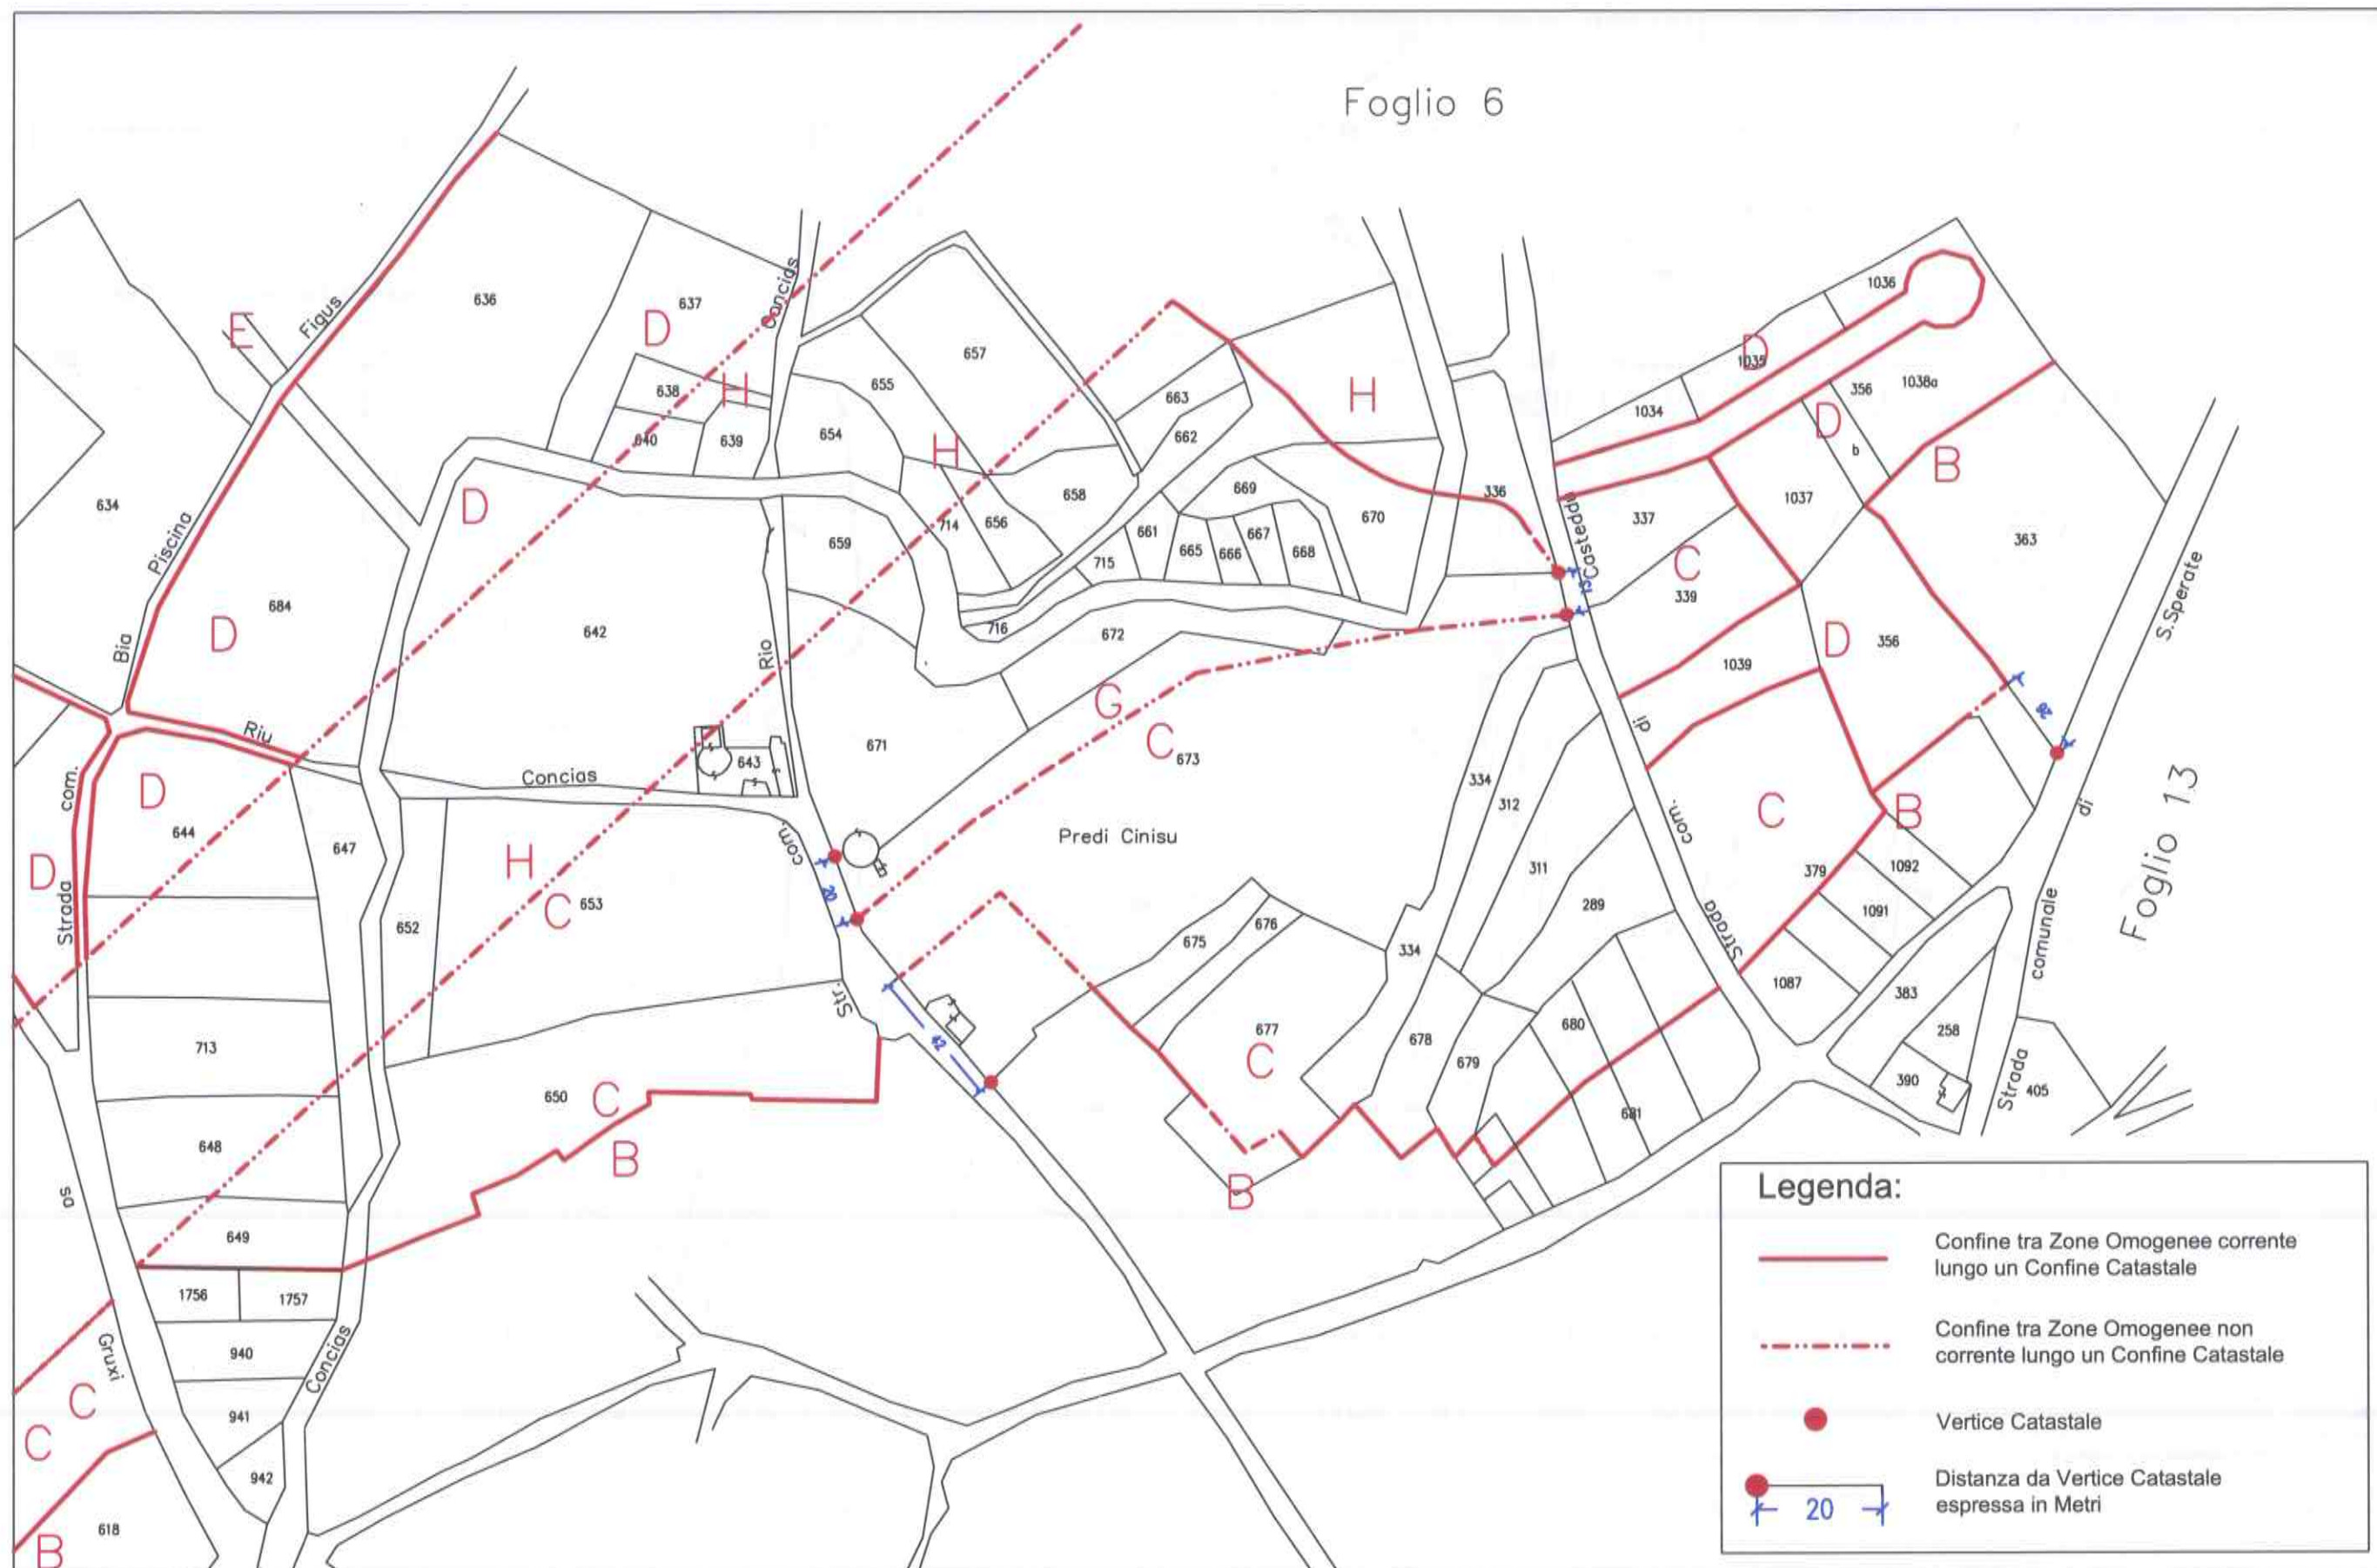 Foglio 6
636
637
Concias
D
H
638
640
639
E
Figus
634
Piscina
Bia
684
D
D
642
Rio
655
657
654
H
663
662
H
658
656
714
659
661
669
670
665
666
667
668
715
716
672
336
1036
D
1035
1034
356
1038a
D
b
B
1037
337
Casteddu
13
C
339
363
S.Sperate
D
356
1039
di
G
C
673
671
643
Riu
Concias
com.
D
644
647
D
Strada
H
C
653
652
com.
20
Str.
42
Predi Cinisu
334
312
311
289
com.
C
B
379
1092
1091
1087
Strada
di
comunale
Strada
Foglio 13
675
676
334
677
C
678
679
680
681
383
258
390
405
713
650
C
B
B
648
649
sa
1756
1757
940
941
942
Concias
Gruxi
C
C
618
B
Legenda:
Confine tra Zone Omogenee corrente
lungo un Confine Catastale
Confine tra Zone Omogenee non
corrente lungo un Confine Catastale
Vertice Catastale
Distanza da Vertice Catastale
espressa in Metri
20